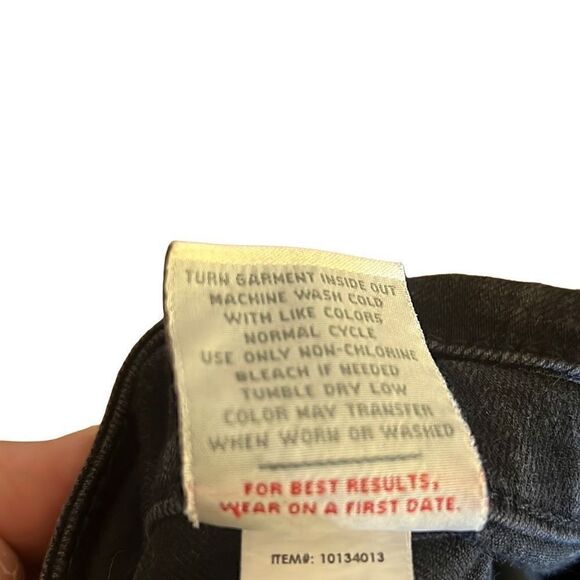 TURN GARMENT INSIDE OUT
MACHINE WASH COLD
WITH LIKE COLORS
NORMAL CYCLE
USE ONLY NON-CHLORINE
BLEACH IF NEEDED
TUMBLE DRY LOW
COLOR MAY TRANSFER
WHEN WORN OR WASHED
FOR BEST RESULTS,
WEAR ON A FIRST DATE.
ITEM#: 10134013